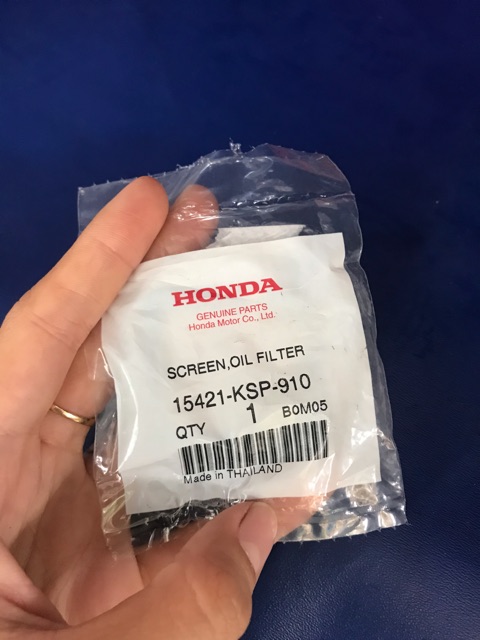 HONDA
GENUINE PARTS
Honda Motor Co., Ltd.
SCREEN,OIL FILTER
15421-KSP-910
QTY 1 B0M05
Made in THAILAND